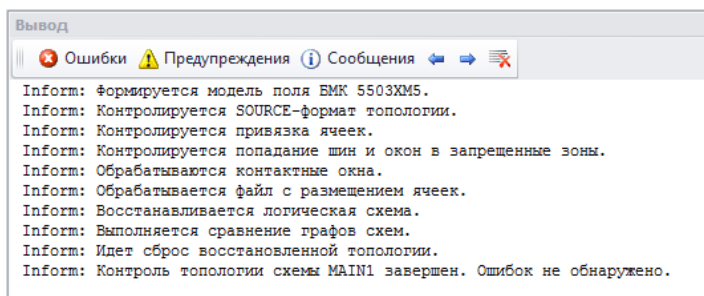 Вывод
Ошибки Предупреждения Сообщения
Inform: Формируется модель поля БМК 5503ХМ5.
Inform: Контролируется SOURCE-формат топологии.
Inform: Контролируется привязка ячеек.
Inform: Контролируется попадание шин и окон в запрещенные зоны.
Inform: Обрабатываются контактные окна.
Inform: Обрабатывается файл с размещением ячеек.
Inform: Восстанавливается логическая схема.
Inform: Выполняется сравнение графов схем.
Inform: Идет сброс восстановленной топологии.
Inform: Контроль топологии схемы MAIN1 завершен. Ошибок не обнаружено.